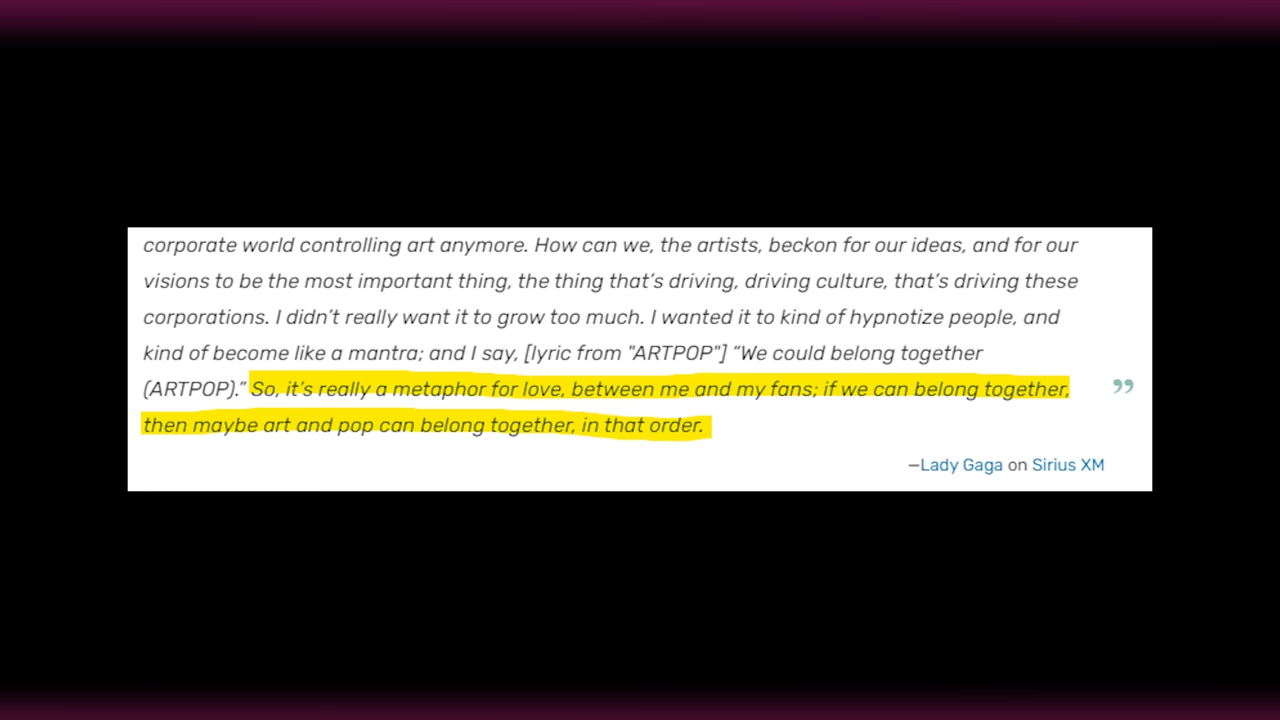 corporate world controlling art anymore. How can we, the artists, beckon for our ideas, and for our
visions to be the most important thing, the thing that's driving, driving culture, that's driving these
corporations. I didn't really want it to grow too much. I wanted it to kind of hypnotize people, and
kind of become like a mantra; and I say, [lyric from "ARTPOP"] “We could belong together
(ARTPOP).” So, it's really a metaphor for love, between me and my fans; if we can belong together,
then maybe art and pop can belong together, in that order.
”
—Lady Gaga on Sirius XM